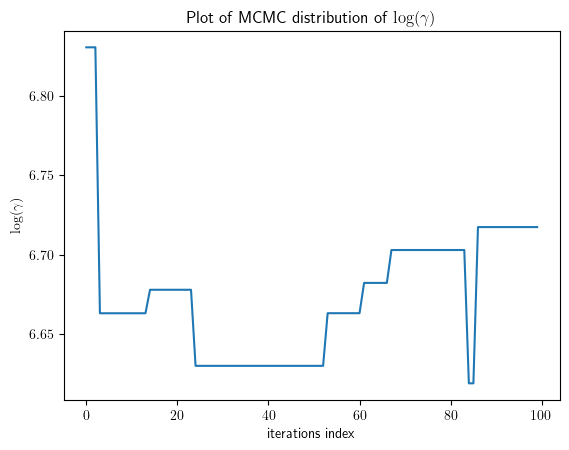 Plot of MCMC distribution of log(γ)
log(γ)
6.80
6.75
6.70
6.65
0 20 40 60 80 100
iterations index